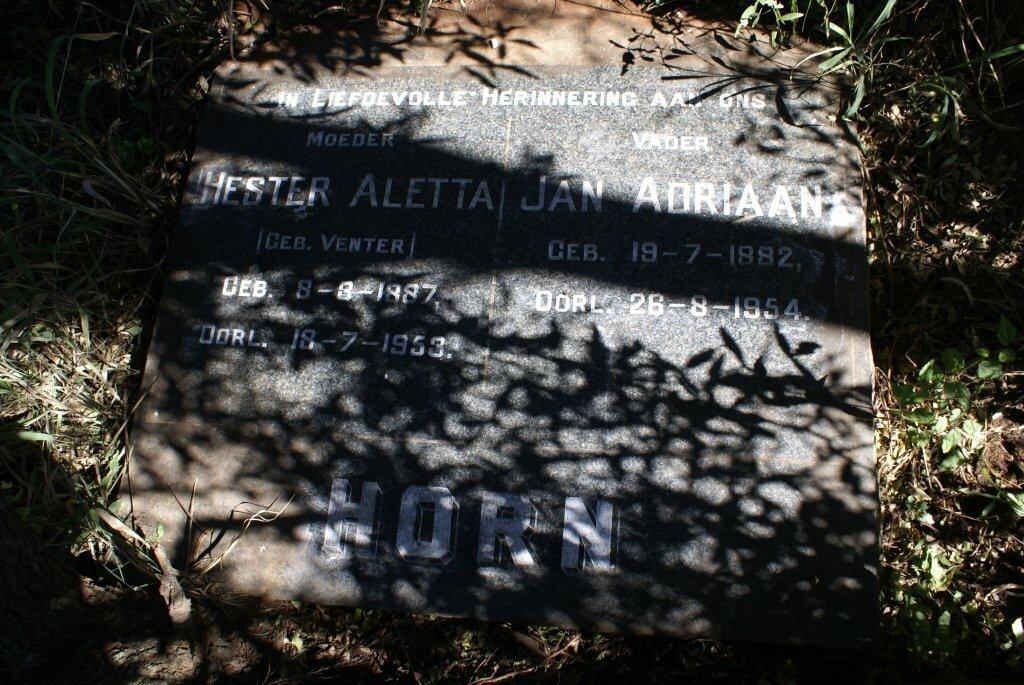 IN LIEFDEVOLLE HERINNERING AAN ONS
MOEDER
HESTER ALETTA
(GEB. VENTER)
GEB. 8-8-1887,
OORL. 18-7-1953.
VADER
JAN ADRIAAN
GEB. 19-7-1882,
OORL. 26-8-1954.
HORN